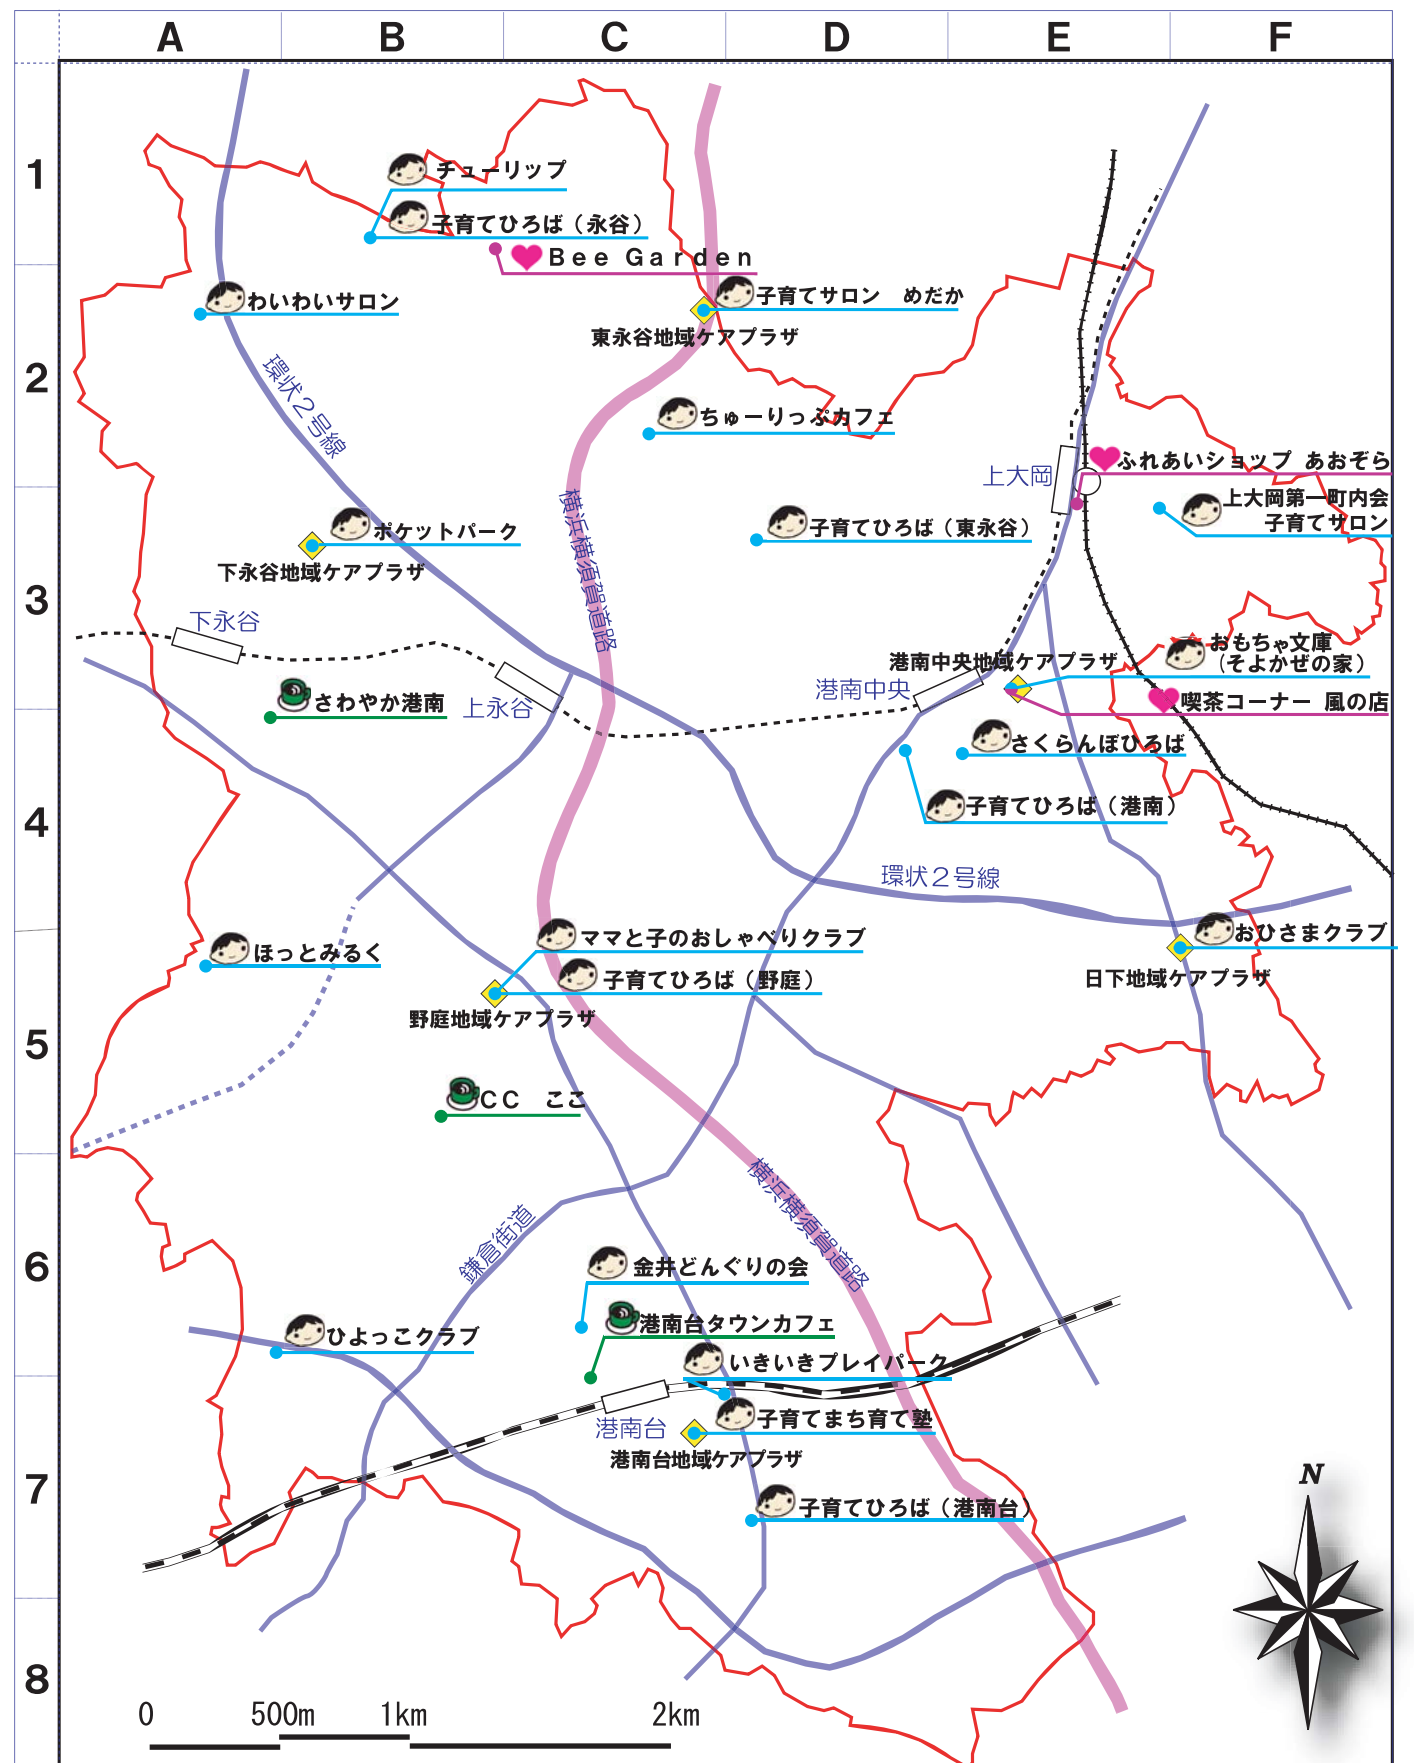 A B C D E F
1
チューリップ
子育てひろば（永谷）
Bee Garden
わいわいサロン
子育てサロン　めだか
東永谷地域ケアプラザ
2
環状２号線
ちゅーりっぷカフェ
上大岡
ふれあいショップ あおぞら
上大岡第一町内会
子育てサロン
横浜横須賀道路
ポケットパーク
下永谷地域ケアプラザ
子育てひろば（東永谷）
3
下永谷
おもちゃ文庫
（そよかぜの家）
港南中央地域ケアプラザ
港南中央
さわやか港南
上永谷
喫茶コーナー 風の店
さくらんぼひろば
子育てひろば（港南）
4
環状２号線
ほっとみるく
ママと子のおしゃべりクラブ
子育てひろば（野庭）
野庭地域ケアプラザ
おひさまクラブ
日下地域ケアプラザ
5
CC　ここ
横浜横須賀道路
鎌倉街道
6
金井どんぐりの会
港南台タウンカフェ
ひよっこクラブ
いきいきプレイパーク
港南台
子育てまち育て塾
港南台地域ケアプラザ
7
子育てひろば（港南台）
N
8
0 500m 1km 2km